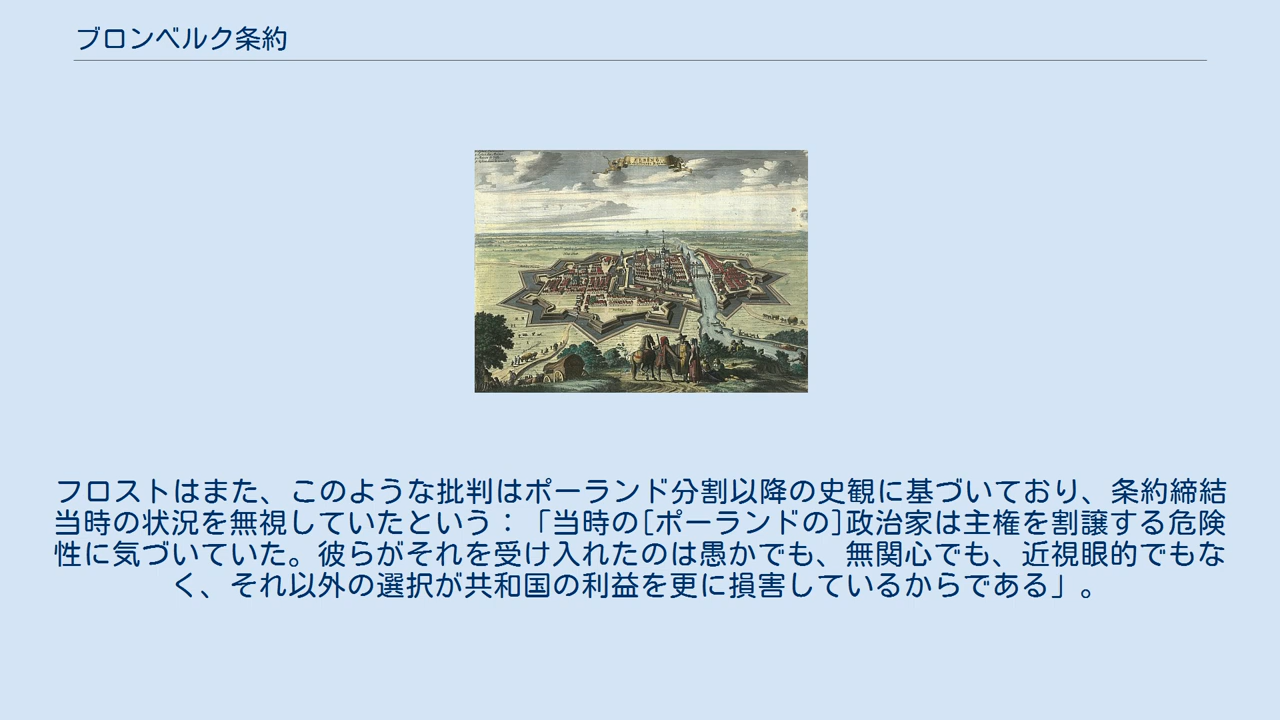 ブロンベルク条約
フロストはまた、このような批判はポーランド分割以降の史観に基づいており、条約締結
当時の状況を無視していたという：「当時の[ポーランドの]政治家は主権を割譲する危険
性に気づいていた。彼らがそれを受け入れたのは愚かでも、無関心でも、近視眼的でもな
く、それ以外の選択が共和国の利益を更に損害しているからである」。